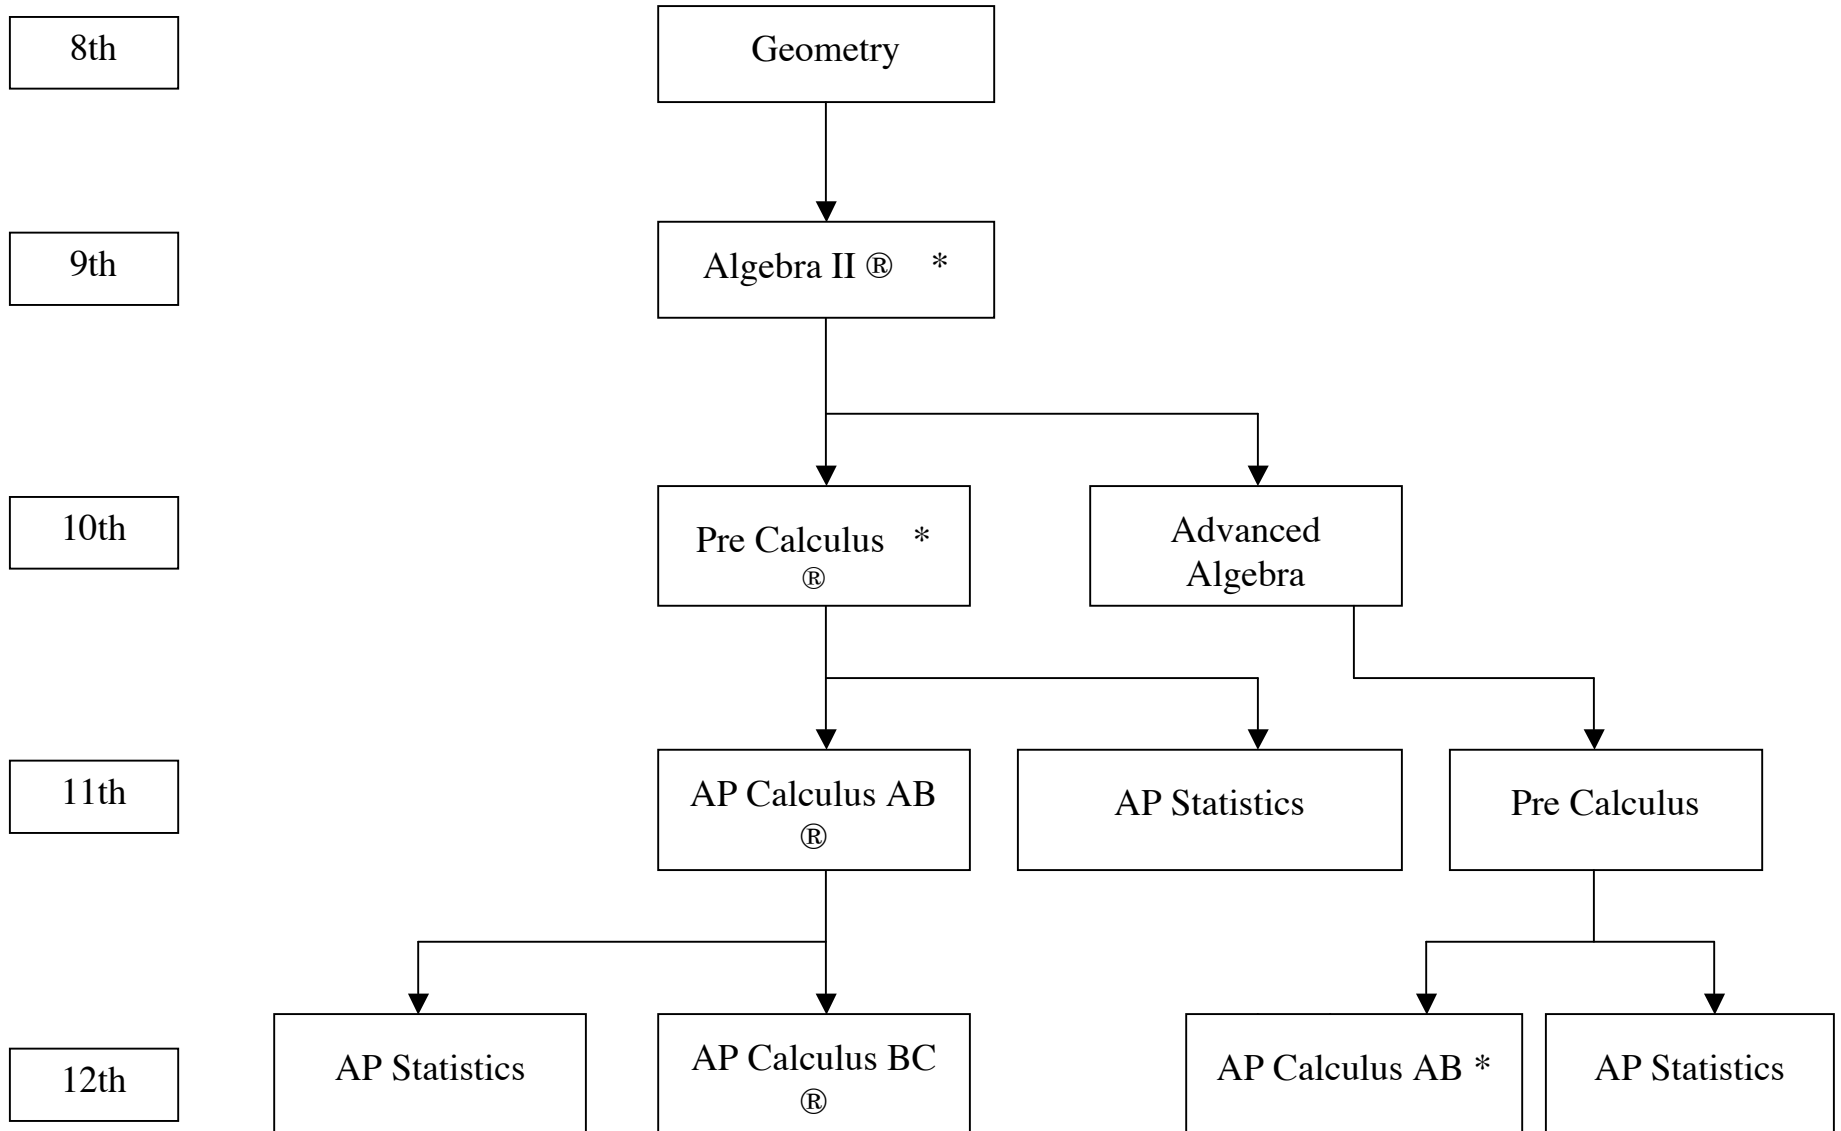 8th
Geometry
9th
Algebra II ® *
10th
Pre Calculus *
®
Advanced
Algebra
11th
AP Calculus AB
®
AP Statistics
Pre Calculus
12th
AP Statistics
AP Calculus BC
®
AP Calculus AB *
AP Statistics